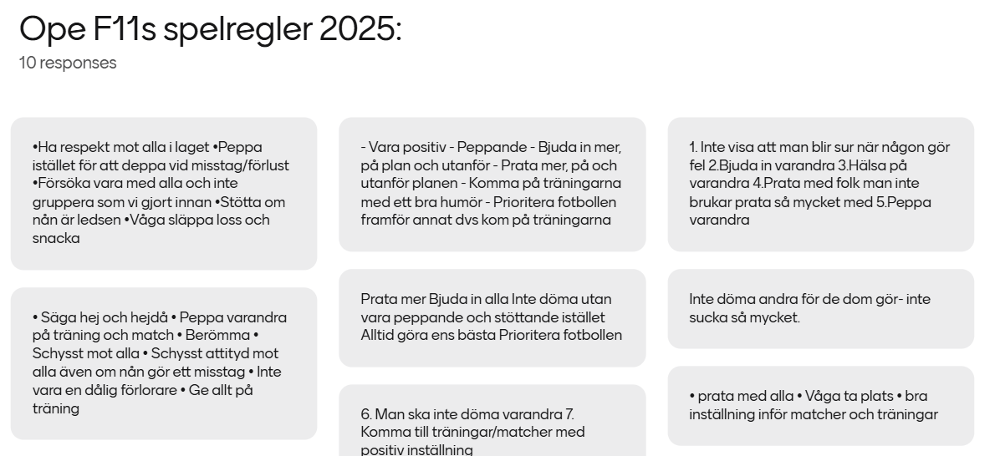 Ope F11s spelregler 2025:
10 responses
•Ha respekt mot alla i laget •Peppa
istället för att deppa vid misstag/förlust
•Försöka vara med alla och inte
gruppera som vi gjort innan •Stötta om
nån är ledsen •Våga släppa loss och
snacka
• Säga hej och hejdå • Peppa varandra
på träning och match • Berömma •
Schysst mot alla • Schysst attityd mot
alla även om nån gör ett misstag • Inte
vara en dålig förlorare • Ge allt på
träning
- Vara positiv - Peppande - Bjuda in mer,
på plan och utanför - Prata mer, på och
utanför planen - Komma på träningarna
med ett bra humör - Prioritera fotbollen
framför annat dvs kom på träningarna
Prata mer Bjuda in alla Inte döma utan
vara peppande och stöttande istället
Alltid göra ens bästa Prioritera fotbollen
6. Man ska inte döma varandra 7.
Komma till träningar/matcher med
positiv inställning
1. Inte visa att man blir sur när någon gör
fel 2.Bjuda in varandra 3.Hälsa på
varandra 4.Prata med folk man inte
brukar prata så mycket med 5.Peppa
varandra
Inte döma andra för de dom gör- inte
sucka så mycket.
• prata med alla • Våga ta plats • bra
inställning inför matcher och träningar